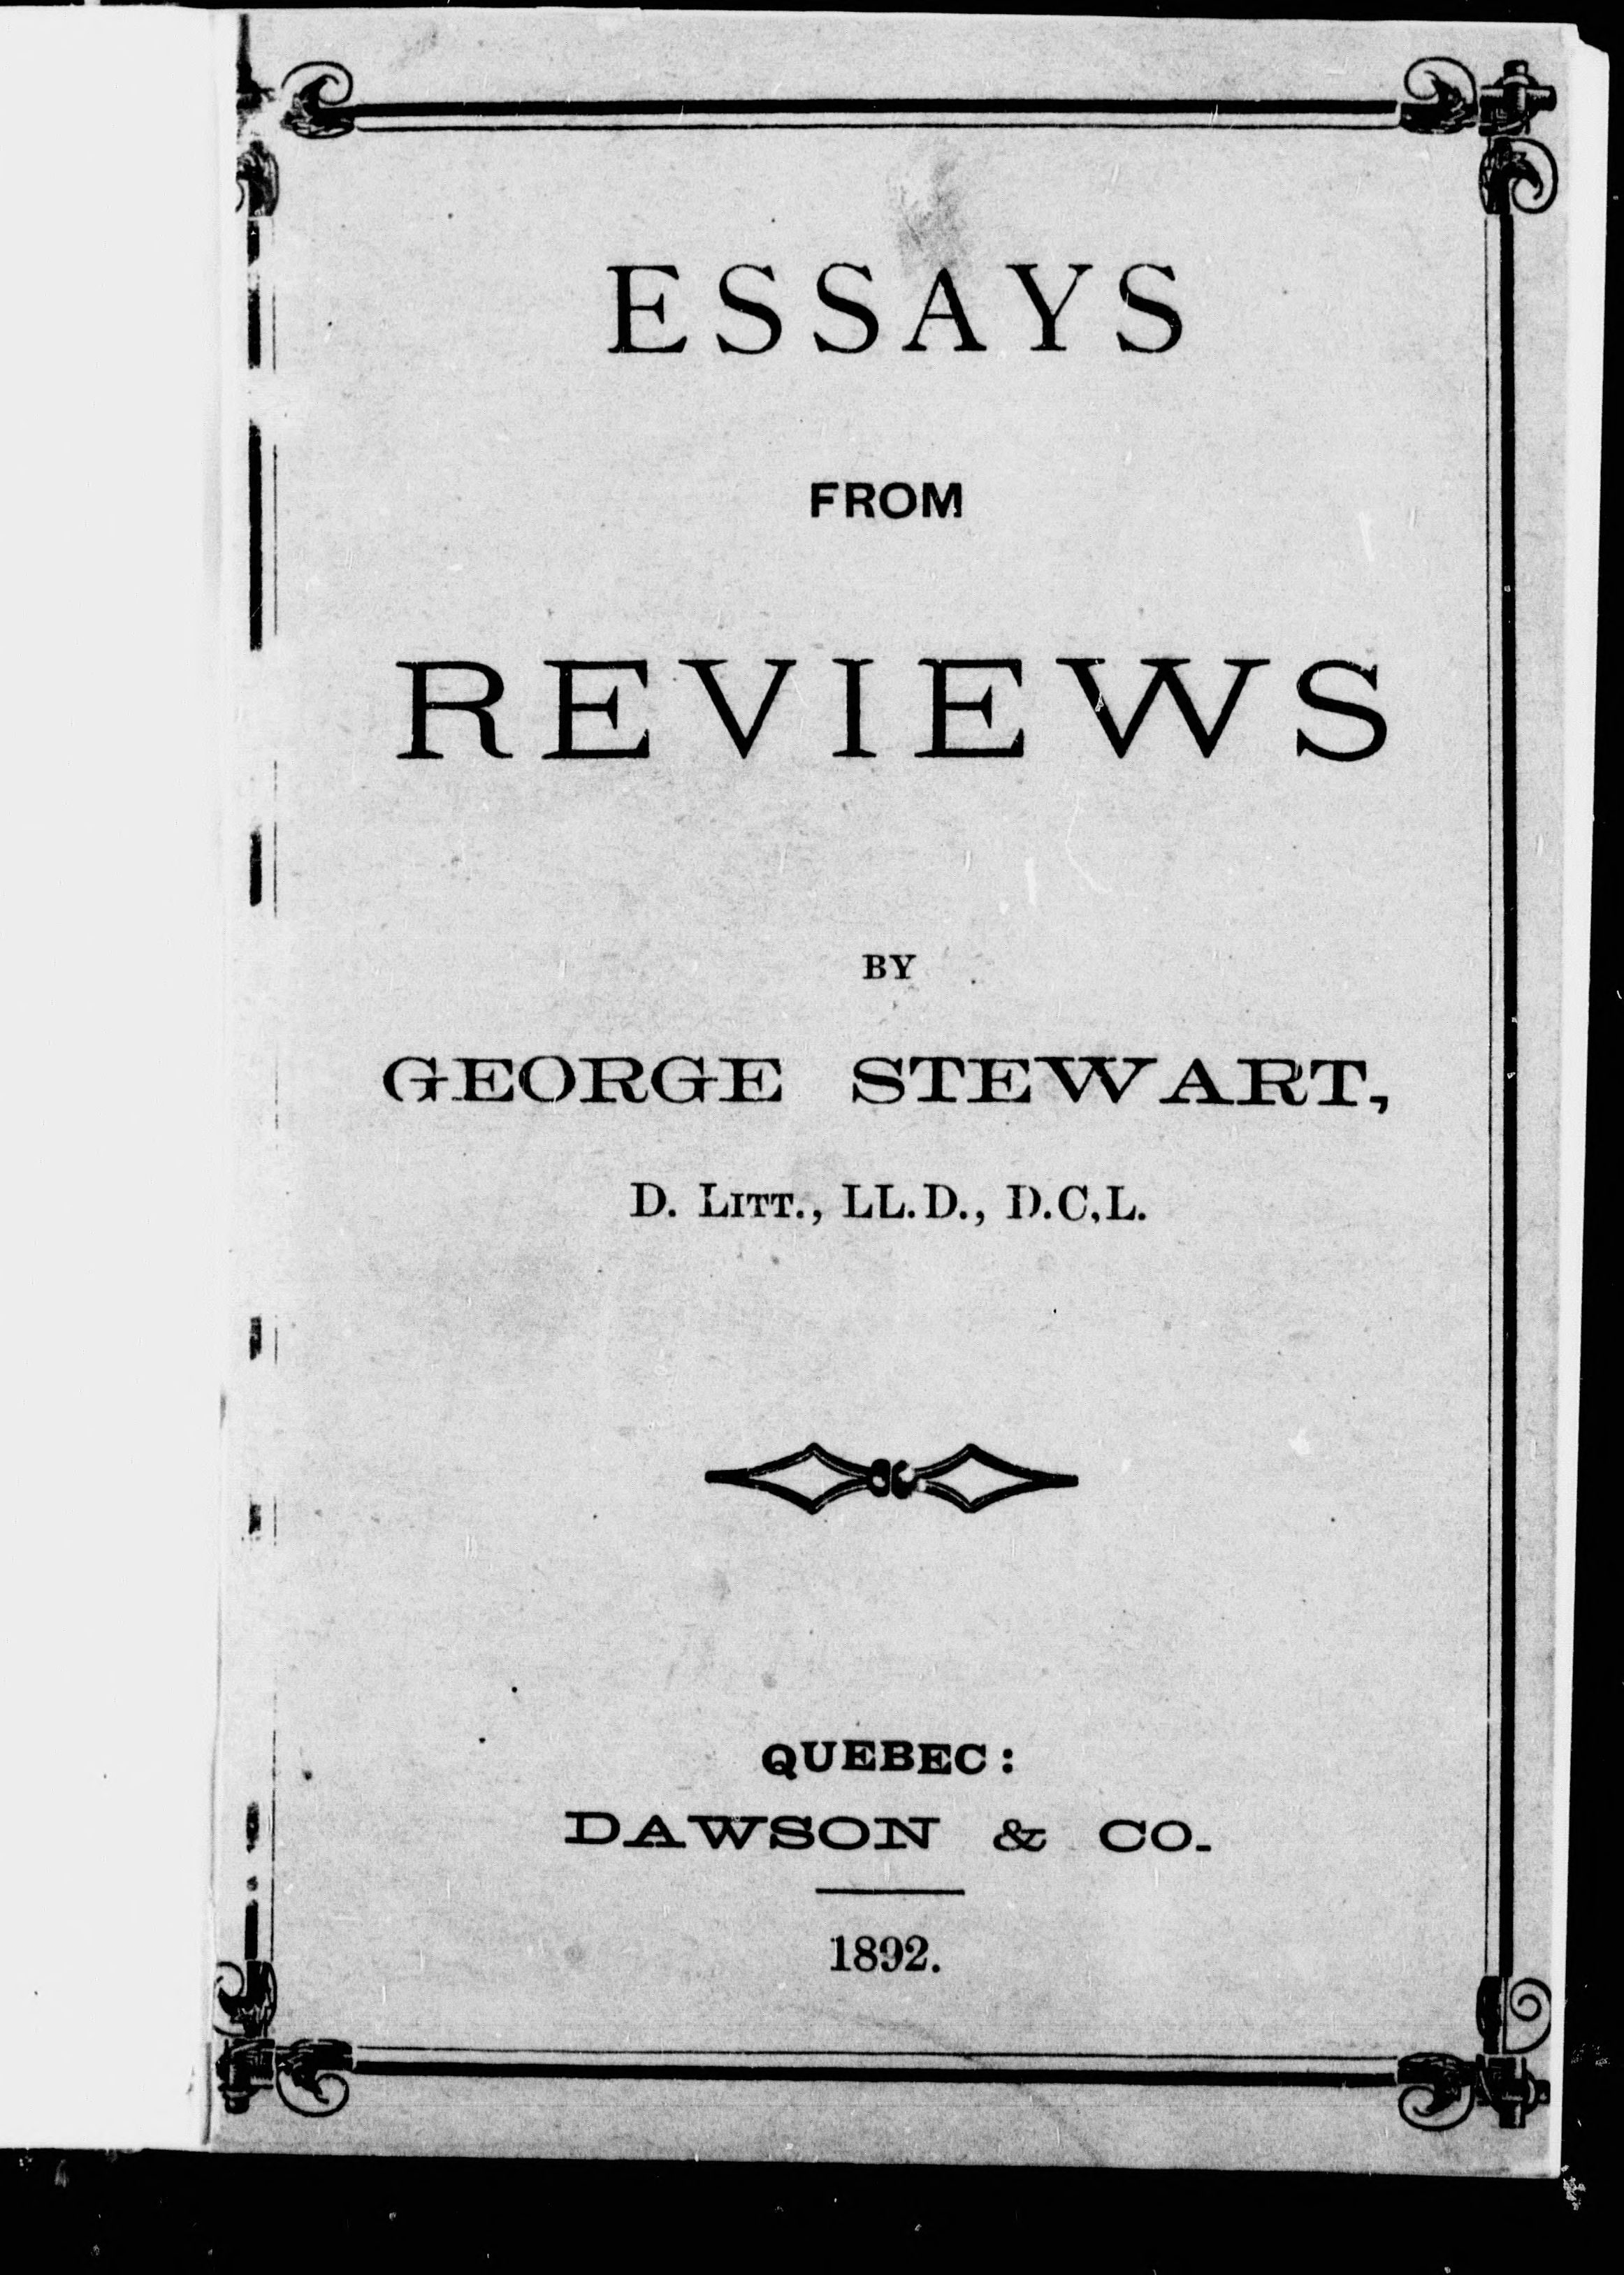 ESSAYS
FROM
REVIEWS
BY
GEORGE STEWART,
D. LITT., LL.D., D.C.L.
QUEBEC:
DAWSON & CO.
1892.